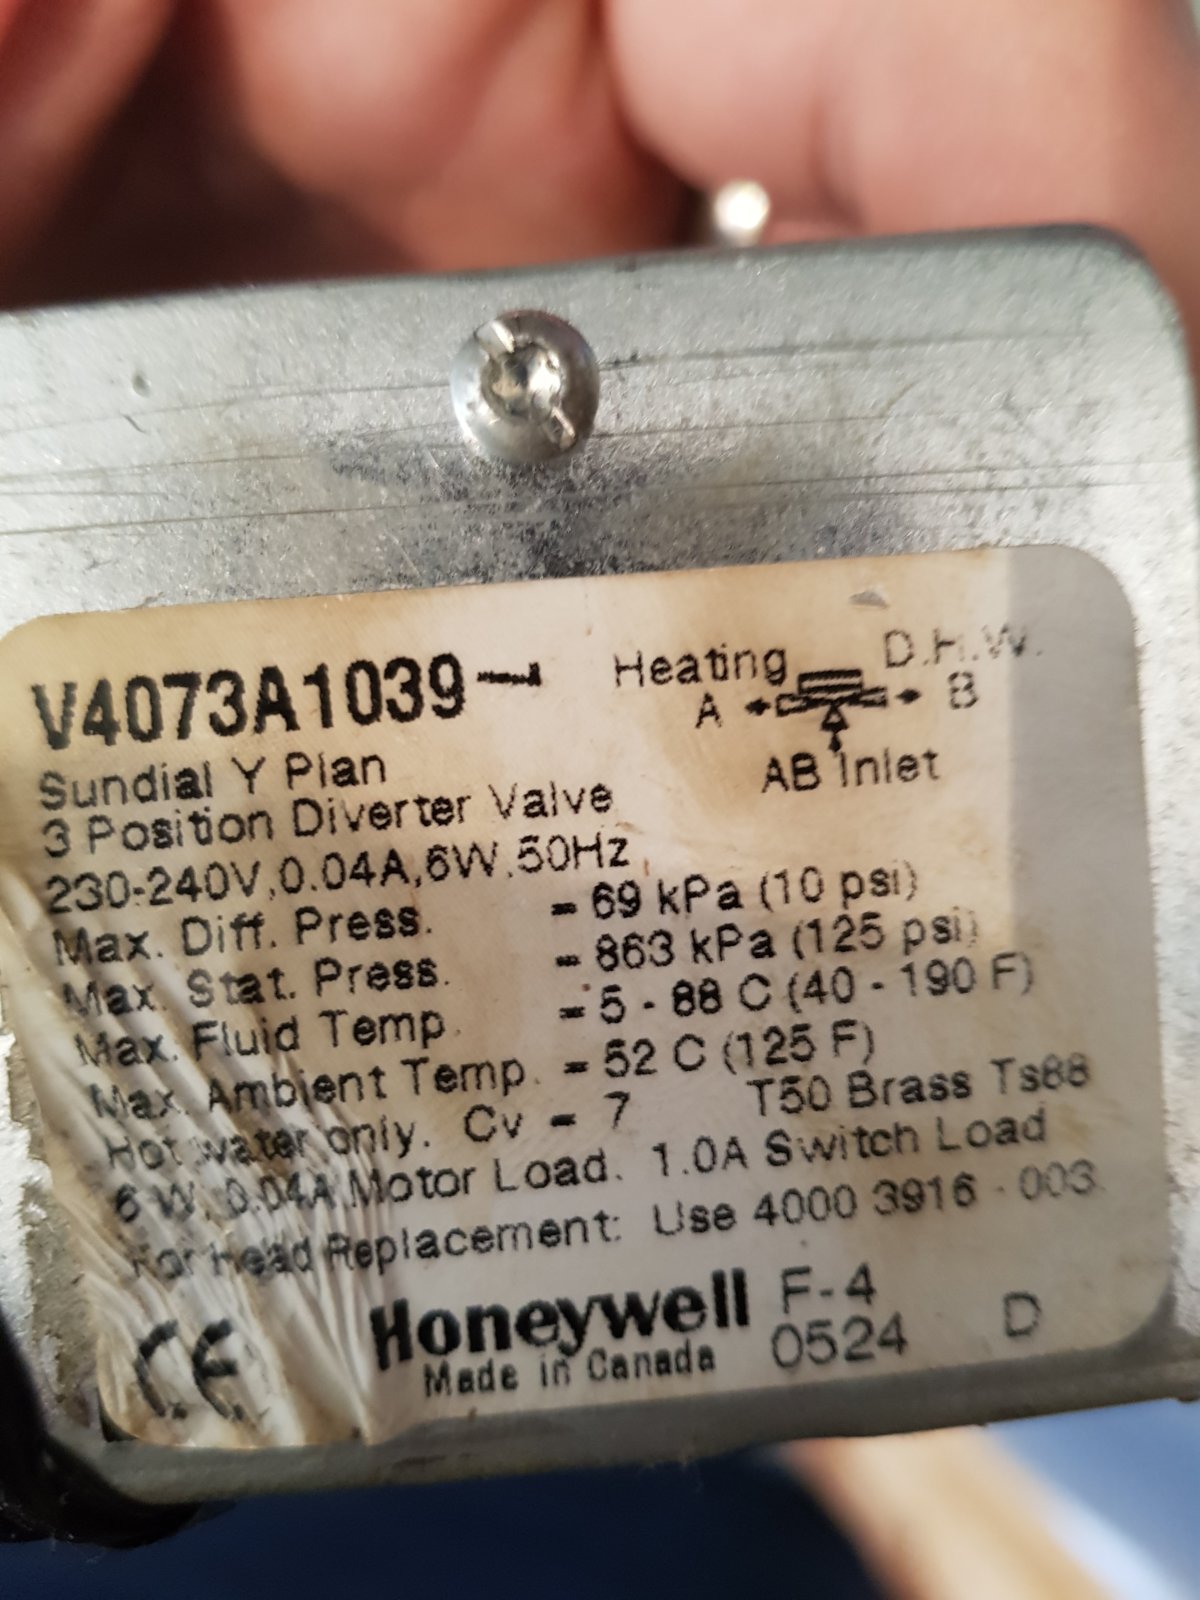 V4073A1039
Heating D.H.W.
A B
AB Inlet
Sundial Y Plan
3 Position Diverter Valve
230-240V,0.04A,6W,50Hz
Max. Diff. Press. = 69 kPa (10 psi)
Max. Stat. Press. = 863 kPa (125 psi)
Max. Fluid Temp. = 5 - 88 C (40 - 190 F)
Max. Ambient Temp. = 52 C (125 F)
Hot water only. Cv = 7 T50 Brass Ts88
6 W, 0.04A Motor Load. 1.0A Switch Load
For Head Replacement: Use 4000 3916 - 003
CE Honeywell F-4
Made in Canada 0524 D